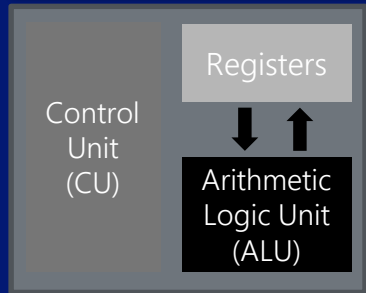 Control
Unit
(CU)
Registers
Arithmetic
Logic Unit
(ALU)